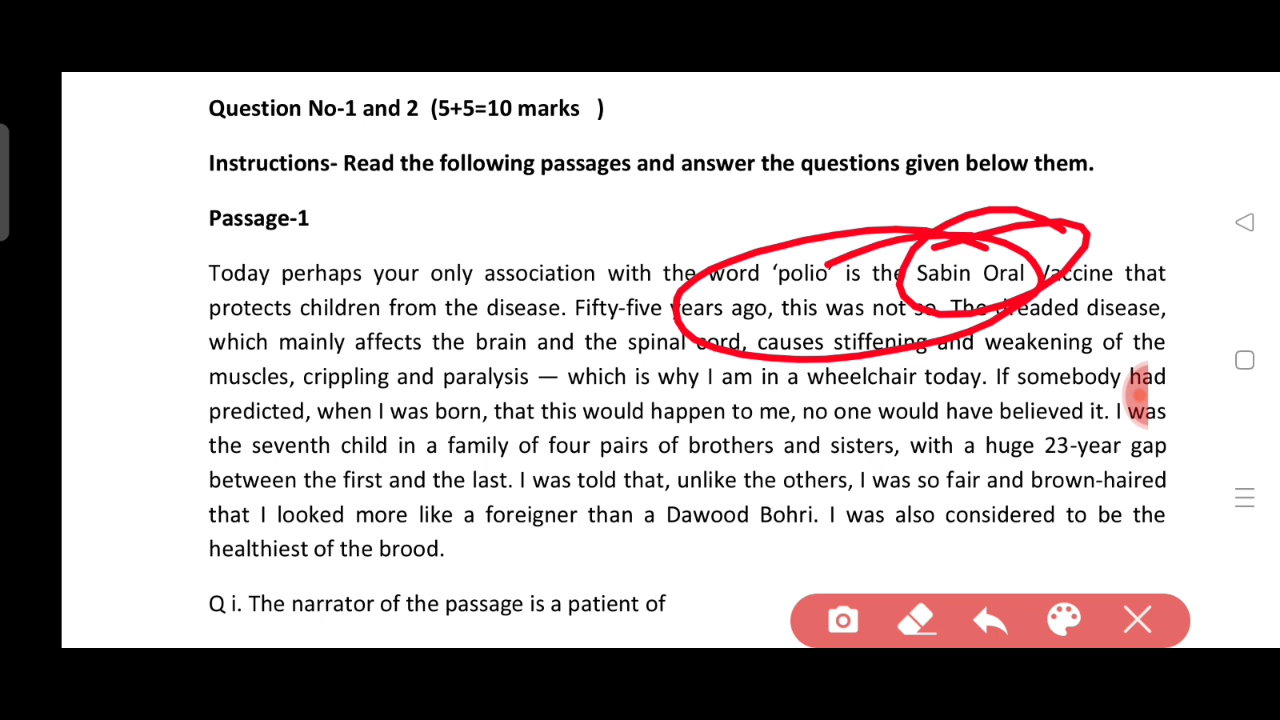 Question No-1 and 2 (5+5=10 marks )
Instructions- Read the following passages and answer the questions given below them.
Passage-1
Today perhaps your only association with the word ‘polio’ is the Sabin Oral Vaccine that
protects children from the disease. Fifty-five years ago, this was not so. The dreaded disease,
which mainly affects the brain and the spinal cord, causes stiffening and weakening of the
muscles, crippling and paralysis — which is why I am in a wheelchair today. If somebody had
predicted, when I was born, that this would happen to me, no one would have believed it. I was
the seventh child in a family of four pairs of brothers and sisters, with a huge 23-year gap
between the first and the last. I was told that, unlike the others, I was so fair and brown-haired
that I looked more like a foreigner than a Dawood Bohri. I was also considered to be the
healthiest of the brood.
Q i. The narrator of the passage is a patient of